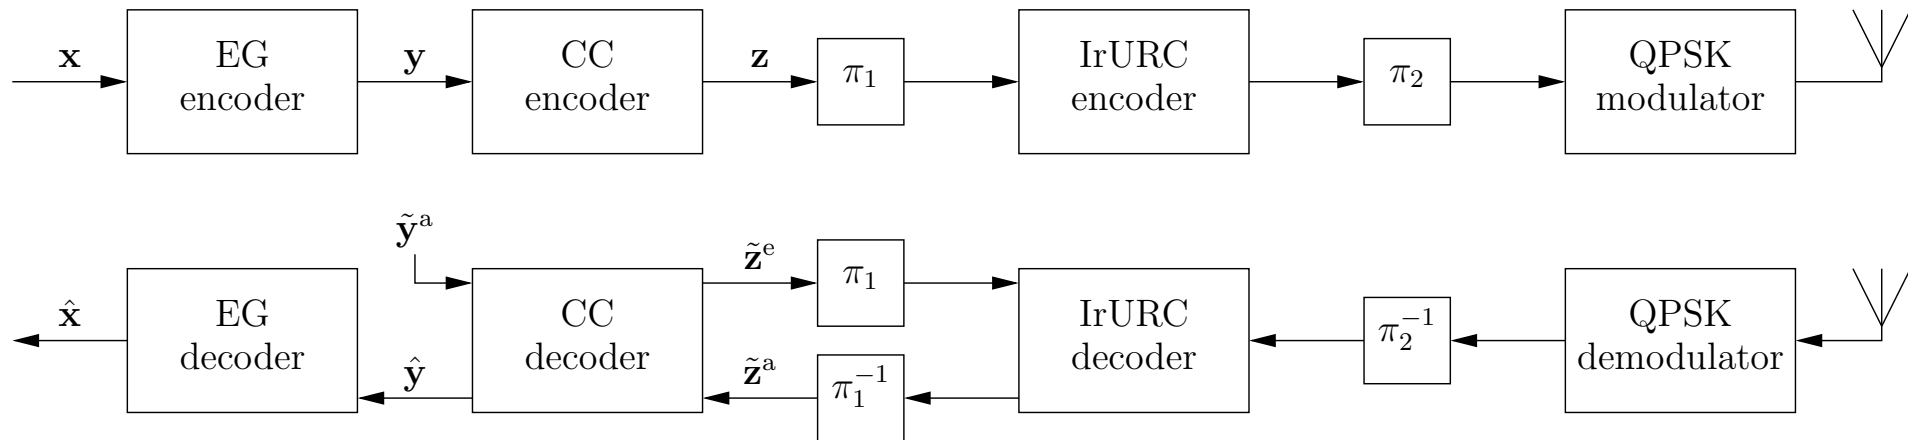 x
EG
encoder
y
CC
encoder
z
π₁
IrURC
encoder
π₂
QPSK
modulator
x̂
EG
decoder
ỹᵃ
ŷ
CC
decoder
z̃ᵉ
z̃ᵃ
π₁
π₁⁻¹
IrURC
decoder
π₂⁻¹
QPSK
demodulator